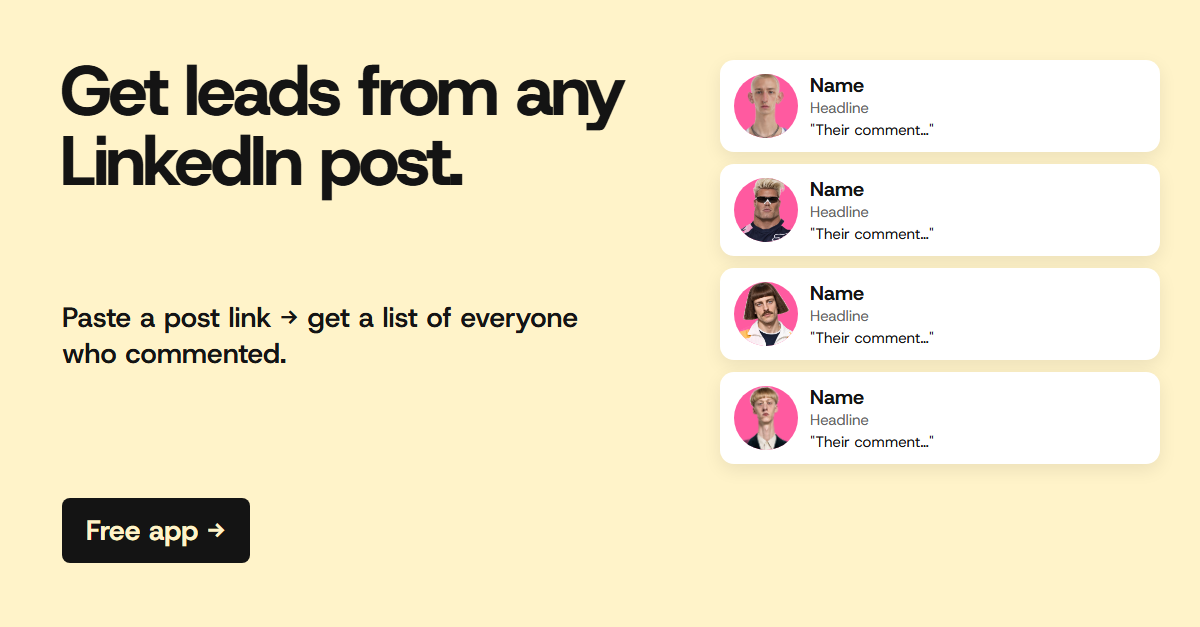 Get leads from any
LinkedIn post.
Paste a post link → get a list of everyone
who commented.
Free app →
Name
Headline
"Their comment…"
Name
Headline
"Their comment…"
Name
Headline
"Their comment…"
Name
Headline
"Their comment…"